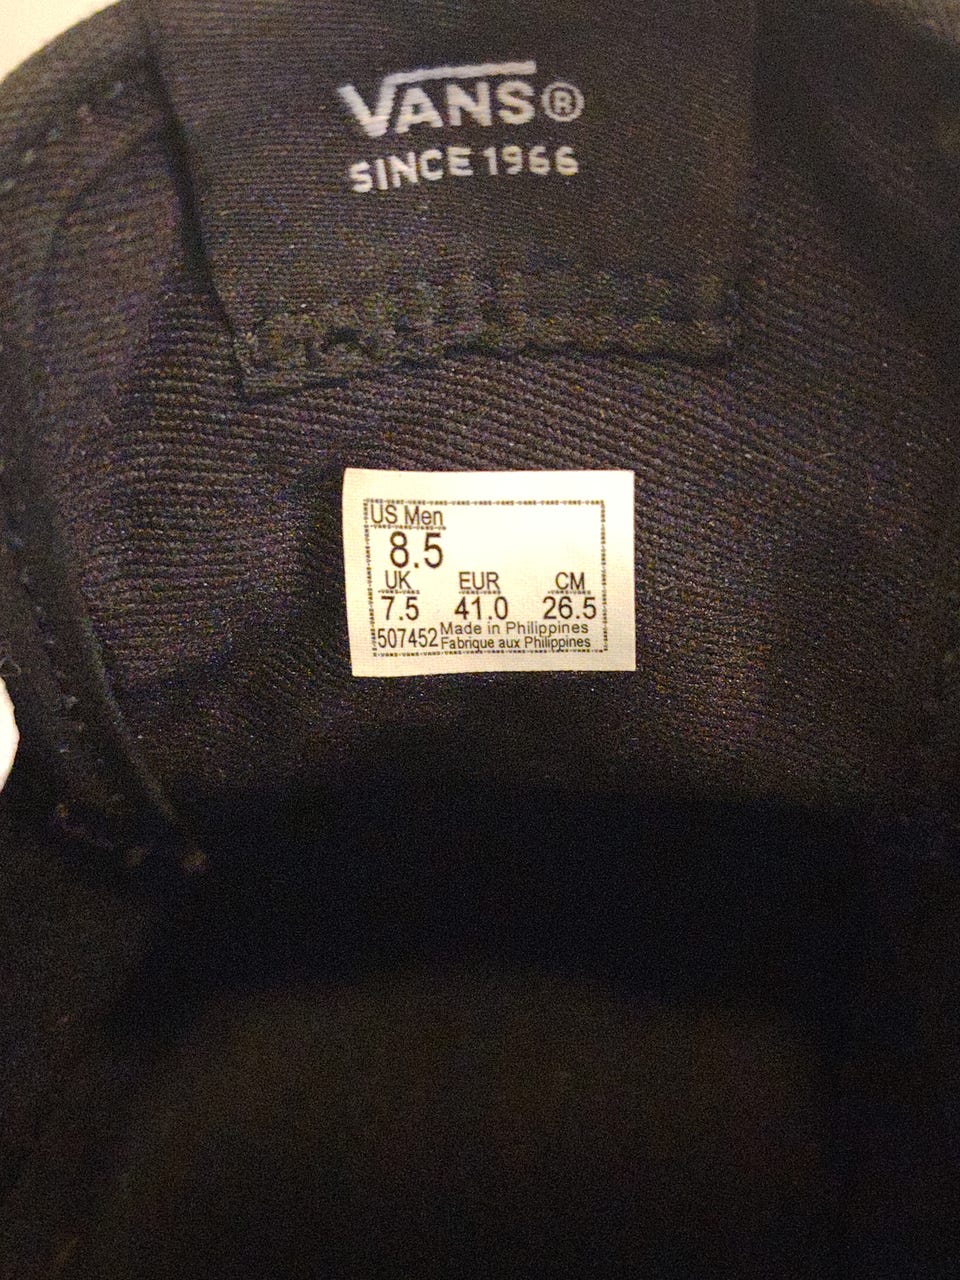 VANS®
SINCE 1966
US Men
8.5
UK EUR CM
7.5 41.0 26.5
507452 Made in Philippines
Fabrique aux Philippines